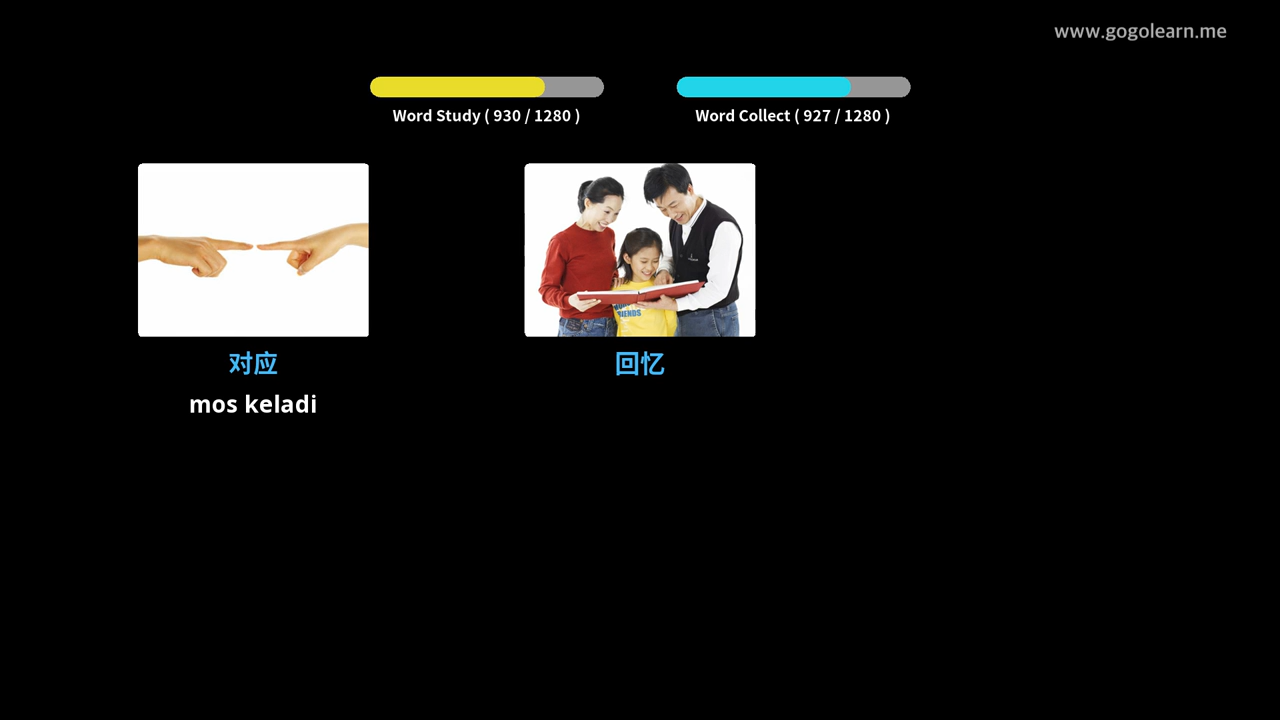 www.gogolearn.me
Word Study ( 930 / 1280 )
Word Collect ( 927 / 1280 )
对应
mos keladi
回忆